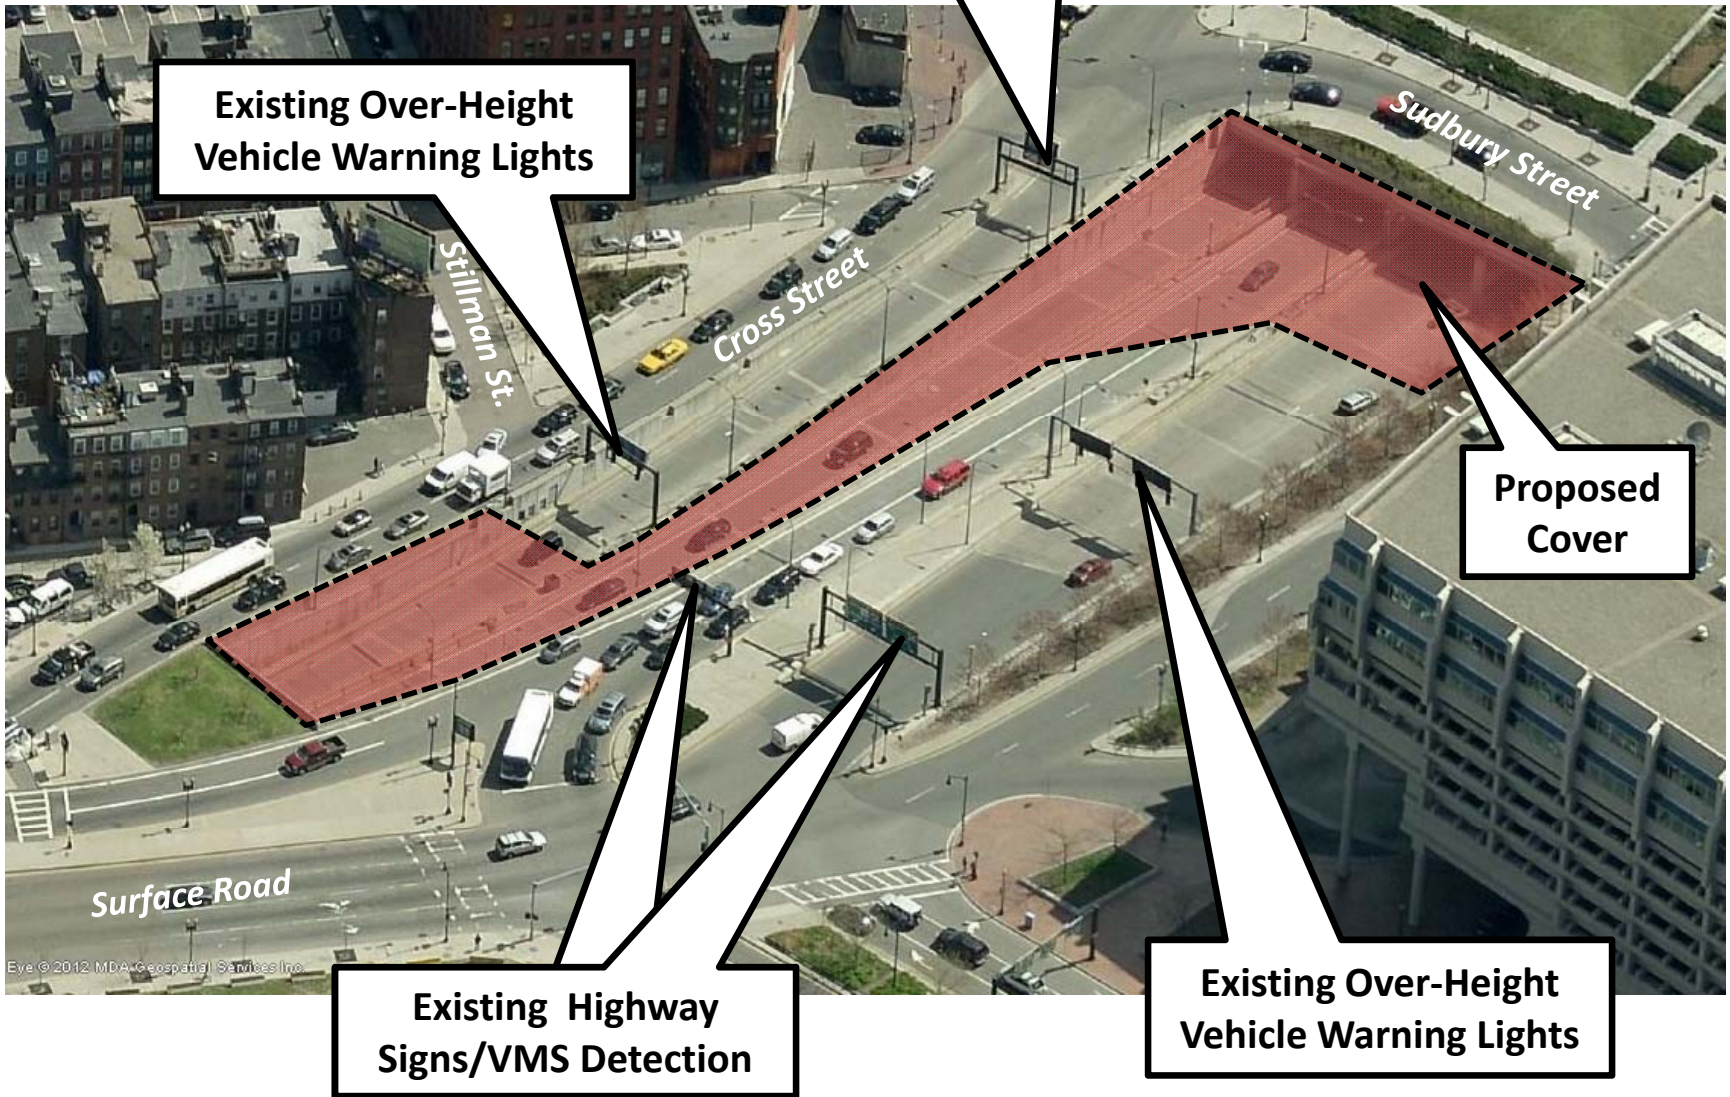 Existing Over-Height
Vehicle Warning Lights
Sudbury Street
Stillman St.
Cross Street
Proposed
Cover
Surface Road
Eye © 2012 MDA Geospatial Services Inc.
Existing Highway
Signs/VMS Detection
Existing Over-Height
Vehicle Warning Lights